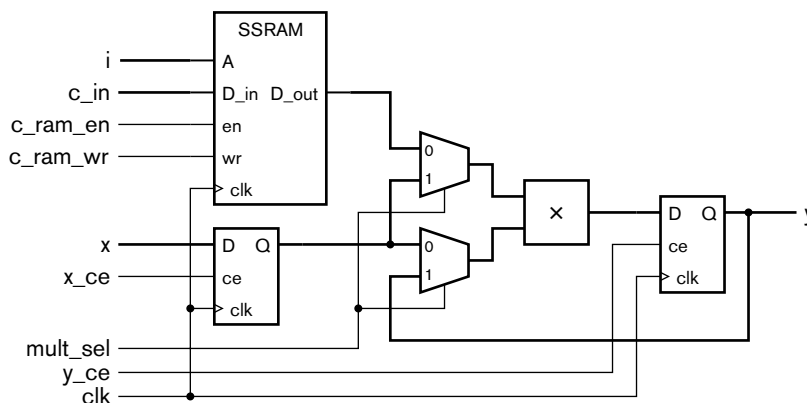 SSRAM
i
A
c_in
D_in D_out
c_ram_en
en
0
c_ram_wr
wr
1
clk
×
D Q
y
x
D Q
0
ce
x_ce
ce
1
clk
clk
mult_sel
y_ce
clk